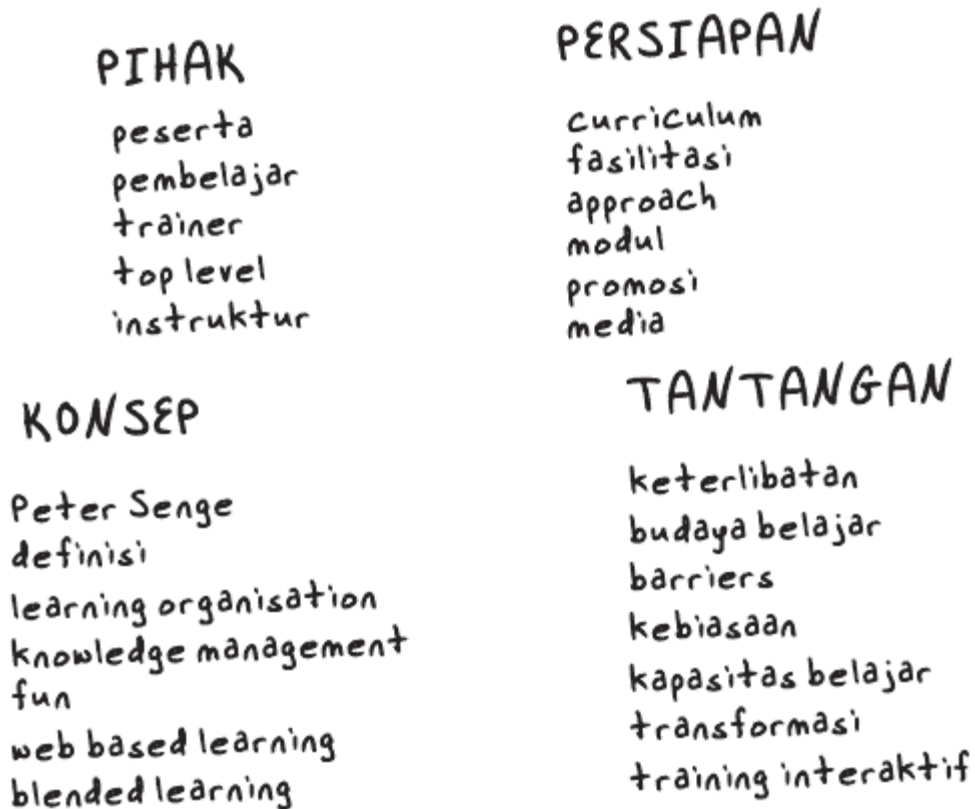 PIHAK
peserta
pembelajar
trainer
top level
instruktur
PERSIAPAN
curriculum
fasilitasi
approach
modul
promosi
media
KONSEP
Peter Senge
definisi
learning organisation
knowledge management
fun
web based learning
blended learning
TANTANGAN
keterlibatan
budaya belajar
barriers
kebiasaan
kapasitas belajar
transformasi
training interaktif